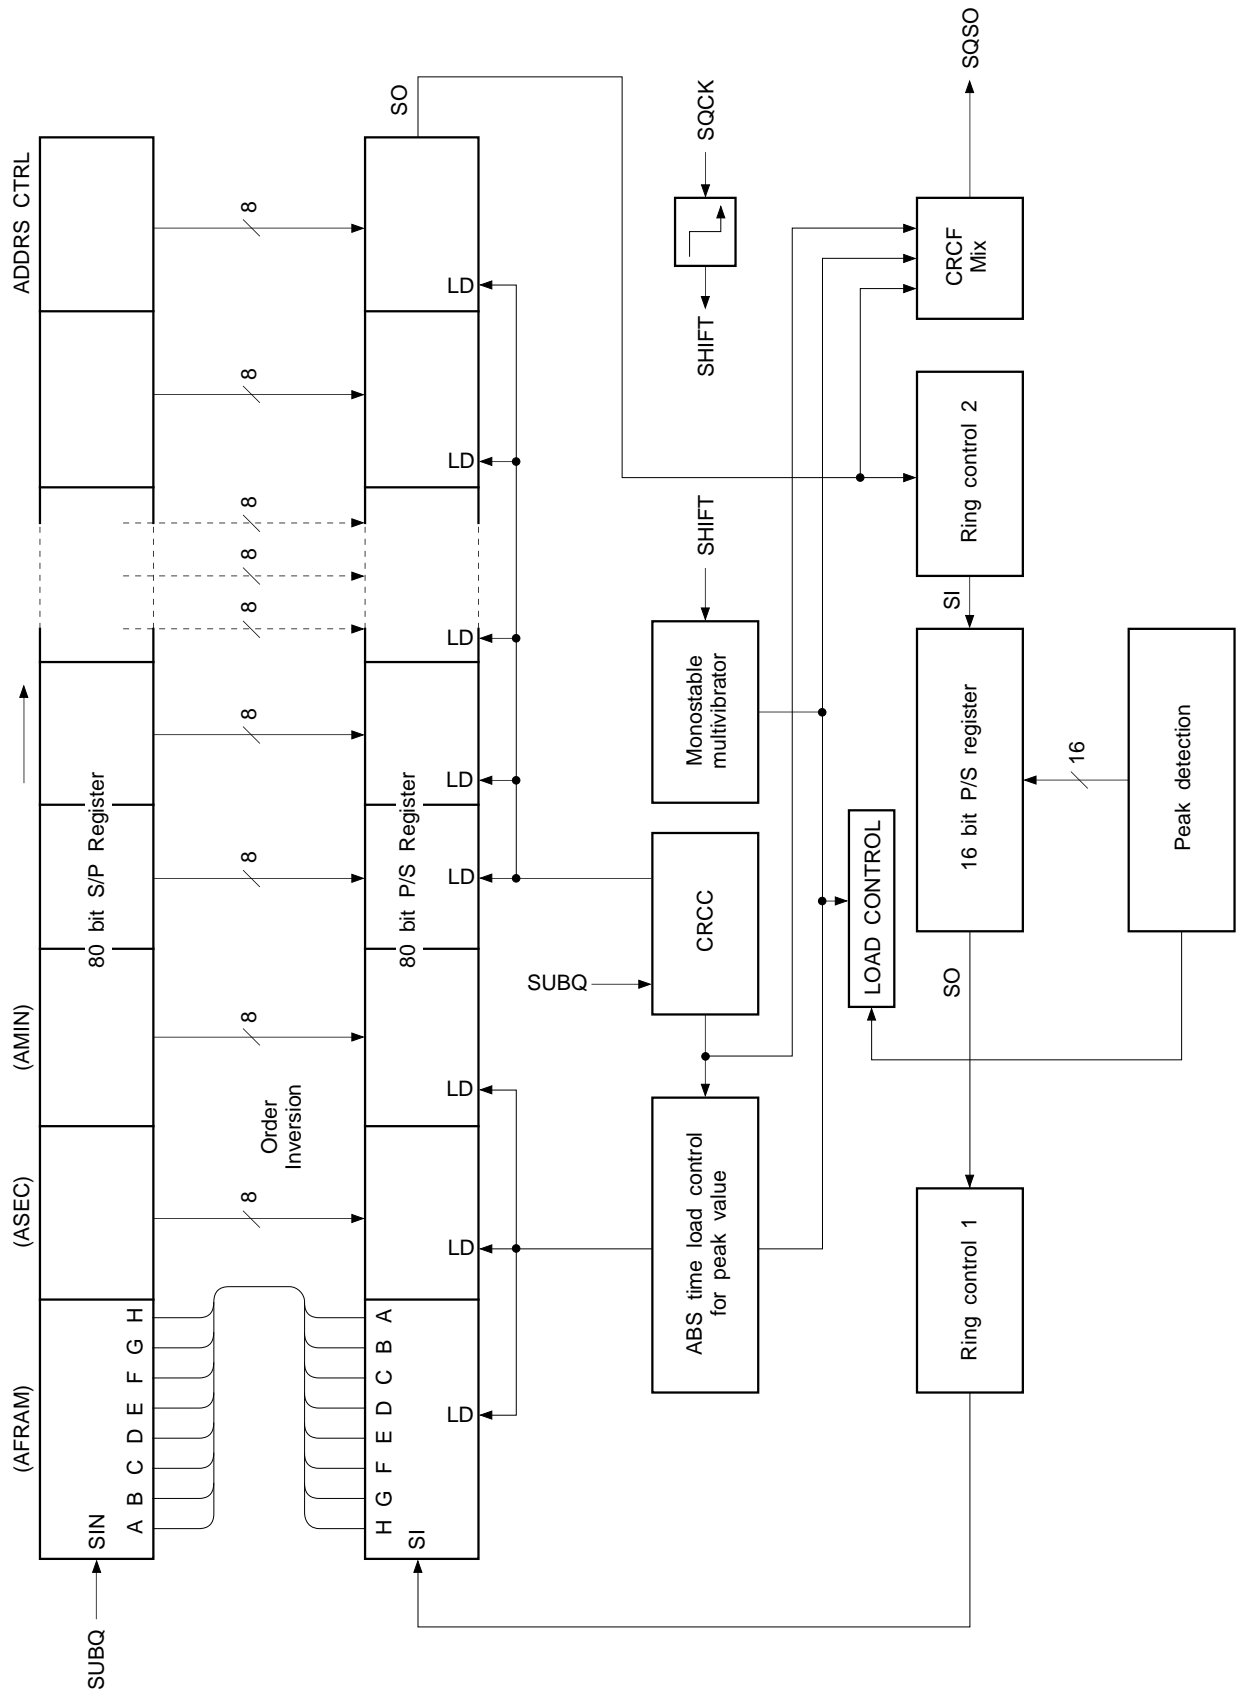 (AFRAM)
(ASEC)
(AMIN)
ADDRS CTRL
SUBQ
SIN
A B C D E F G H
80 bit S/P Register
Order
Inversion
8
8
8
8
8
8
8
8
8
H G F E D C B A
SI
80 bit P/S Register
SO
LD
LD
LD
LD
LD
LD
LD
LD
SUBQ
ABS time load control
for peak value
CRCC
Monostable
multivibrator
SHIFT
SHIFT
SQCK
LOAD CONTROL
Ring control 1
SO
16 bit P/S register
SI
Ring control 2
CRCF
Mix
SQSO
16
Peak detection